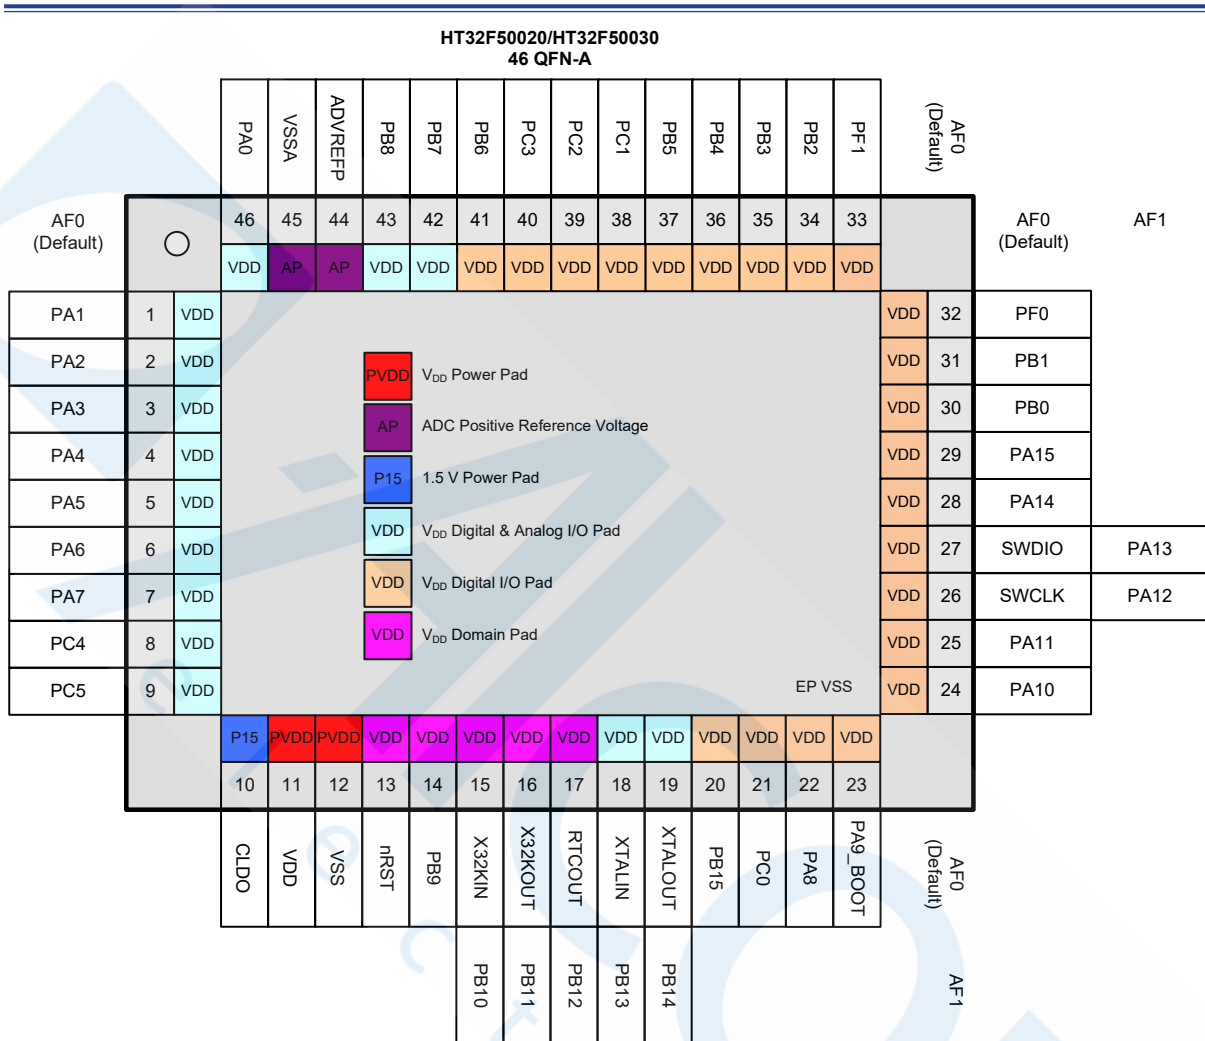 HT32F50020/HT32F50030
46 QFN-A
PA0 VSSA ADVREFP PB8 PB7 PB6 PC3 PC2 PC1 PB5 PB4 PB3 PB2 PF1 AF0 (Default)
AF0 (Default) 46 45 44 43 42 41 40 39 38 37 36 35 34 33 AF0 (Default) AF1
VDD AP AP VDD VDD VDD VDD VDD VDD VDD VDD VDD VDD VDD
PA1 1 VDD VDD 32 PF0
PA2 2 VDD VDD 31 PB1
PVDD VDD Power Pad
PA3 3 VDD VDD 30 PB0
AP ADC Positive Reference Voltage
PA4 4 VDD VDD 29 PA15
P15 1.5 V Power Pad
PA5 5 VDD VDD 28 PA14
VDD VDD Digital & Analog I/O Pad
PA6 6 VDD VDD 27 SWDIO PA13
VDD VDD Digital I/O Pad
PA7 7 VDD VDD 26 SWCLK PA12
VDD VDD Domain Pad
PC4 8 VDD VDD 25 PA11
PC5 9 VDD EP VSS VDD 24 PA10
P15 PVDD PVDD VDD VDD VDD VDD VDD VDD VDD VDD VDD VDD VDD
10 11 12 13 14 15 16 17 18 19 20 21 22 23
CLDO VDD VSS nRST PB9 X32KIN X32KOUT RTCOUT XTALIN XTALOUT PB15 PC0 PA8 PA9_BOOT AF0 (Default)
PB10 PB11 PB12 PB13 PB14 AF1